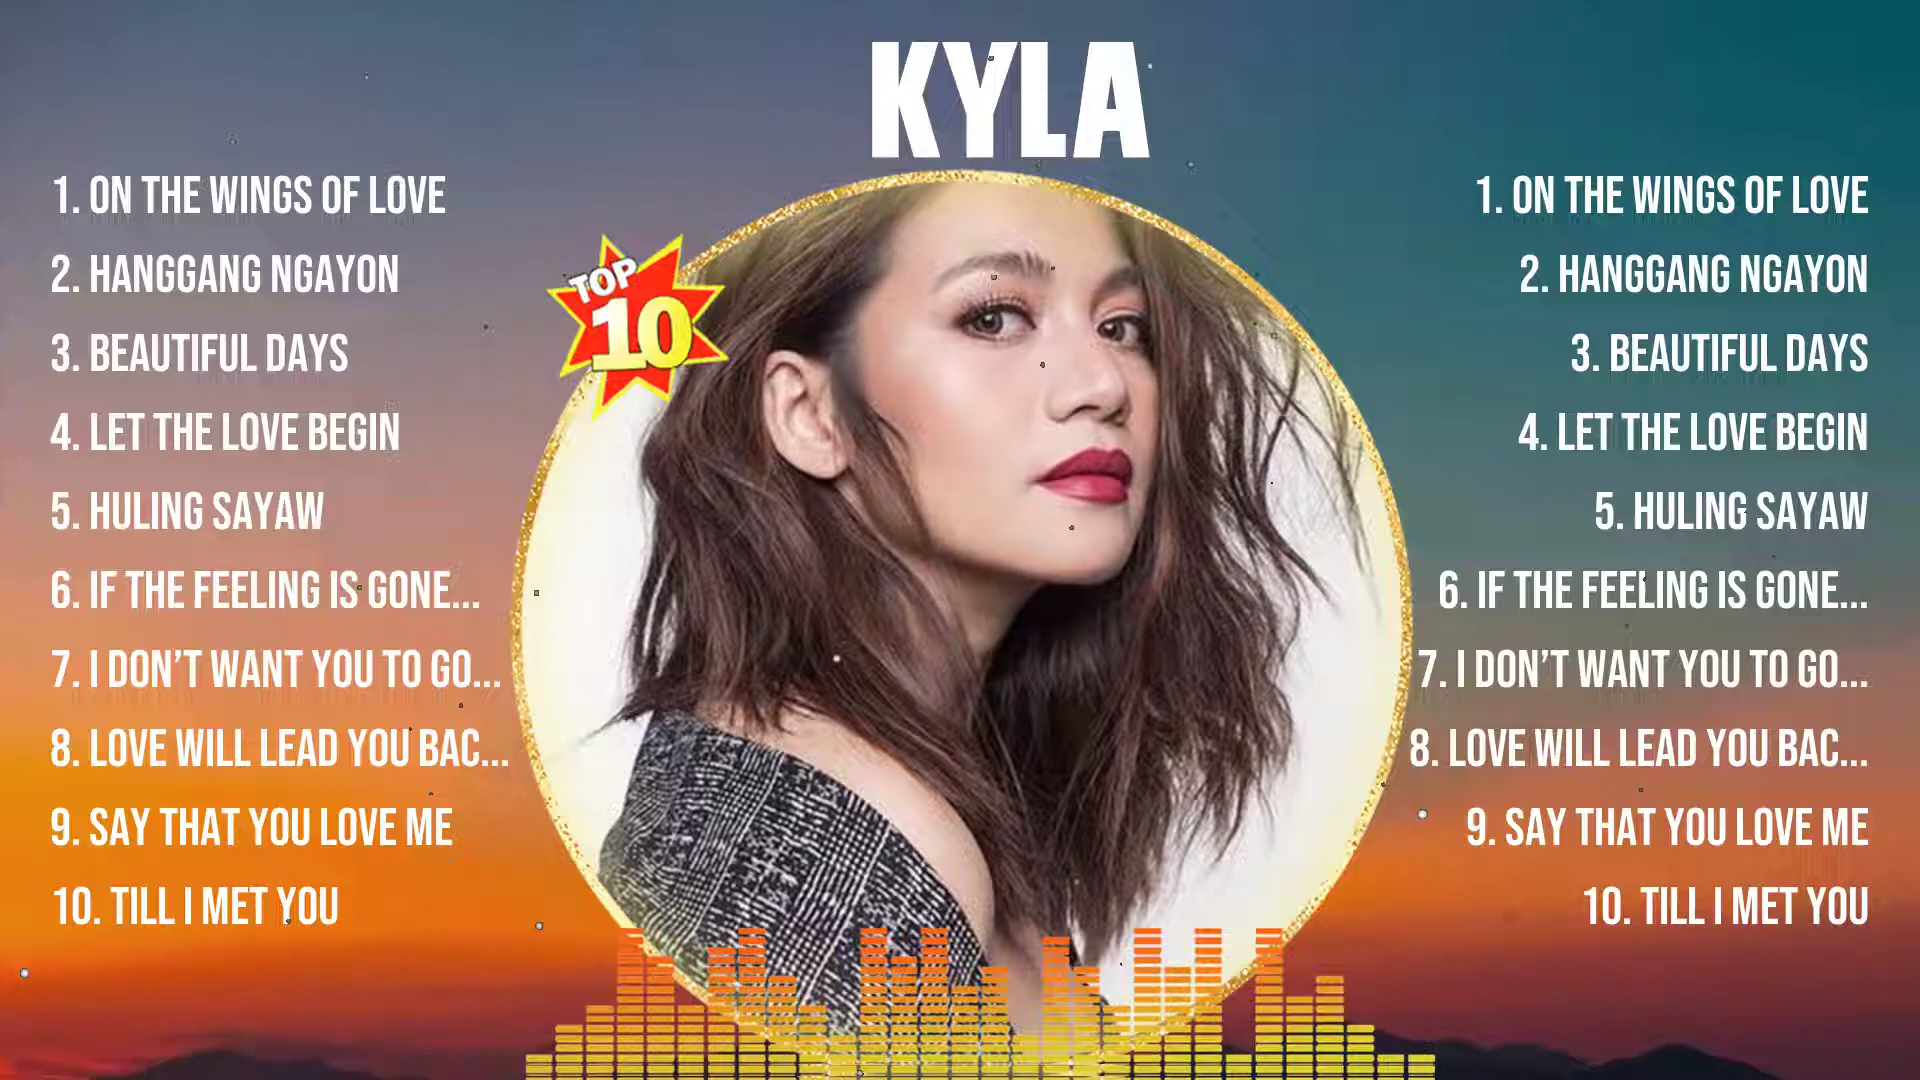 KYLA
1. ON THE WINGS OF LOVE
2. HANGGANG NGAYON
3. BEAUTIFUL DAYS
4. LET THE LOVE BEGIN
5. HULING SAYAW
6. IF THE FEELING IS GONE...
7. I DON’T WANT YOU TO GO...
8. LOVE WILL LEAD YOU BAC...
9. SAY THAT YOU LOVE ME
10. TILL I MET YOU
TOP
10
1. ON THE WINGS OF LOVE
2. HANGGANG NGAYON
3. BEAUTIFUL DAYS
4. LET THE LOVE BEGIN
5. HULING SAYAW
6. IF THE FEELING IS GONE...
7. I DON’T WANT YOU TO GO...
8. LOVE WILL LEAD YOU BAC...
9. SAY THAT YOU LOVE ME
10. TILL I MET YOU